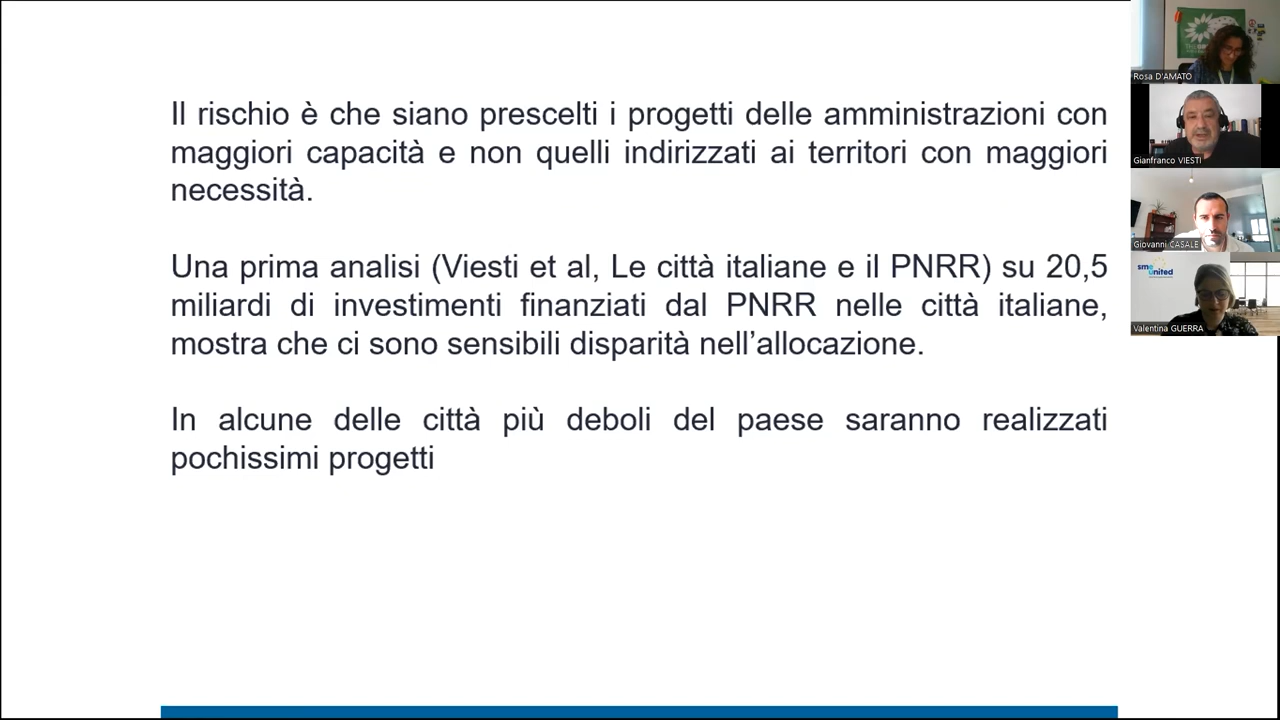 Il rischio è che siano prescelti i progetti delle amministrazioni con
maggiori capacità e non quelli indirizzati ai territori con maggiori
necessità.
Una prima analisi (Viesti et al, Le città italiane e il PNRR) su 20,5
miliardi di investimenti finanziati dal PNRR nelle città italiane,
mostra che ci sono sensibili disparità nell’allocazione.
In alcune delle città più deboli del paese saranno realizzati
pochissimi progetti
Rosa D'AMATO
Gianfranco VIESTI
Giovanni CASALE
sme
united
Valentina GUERRA